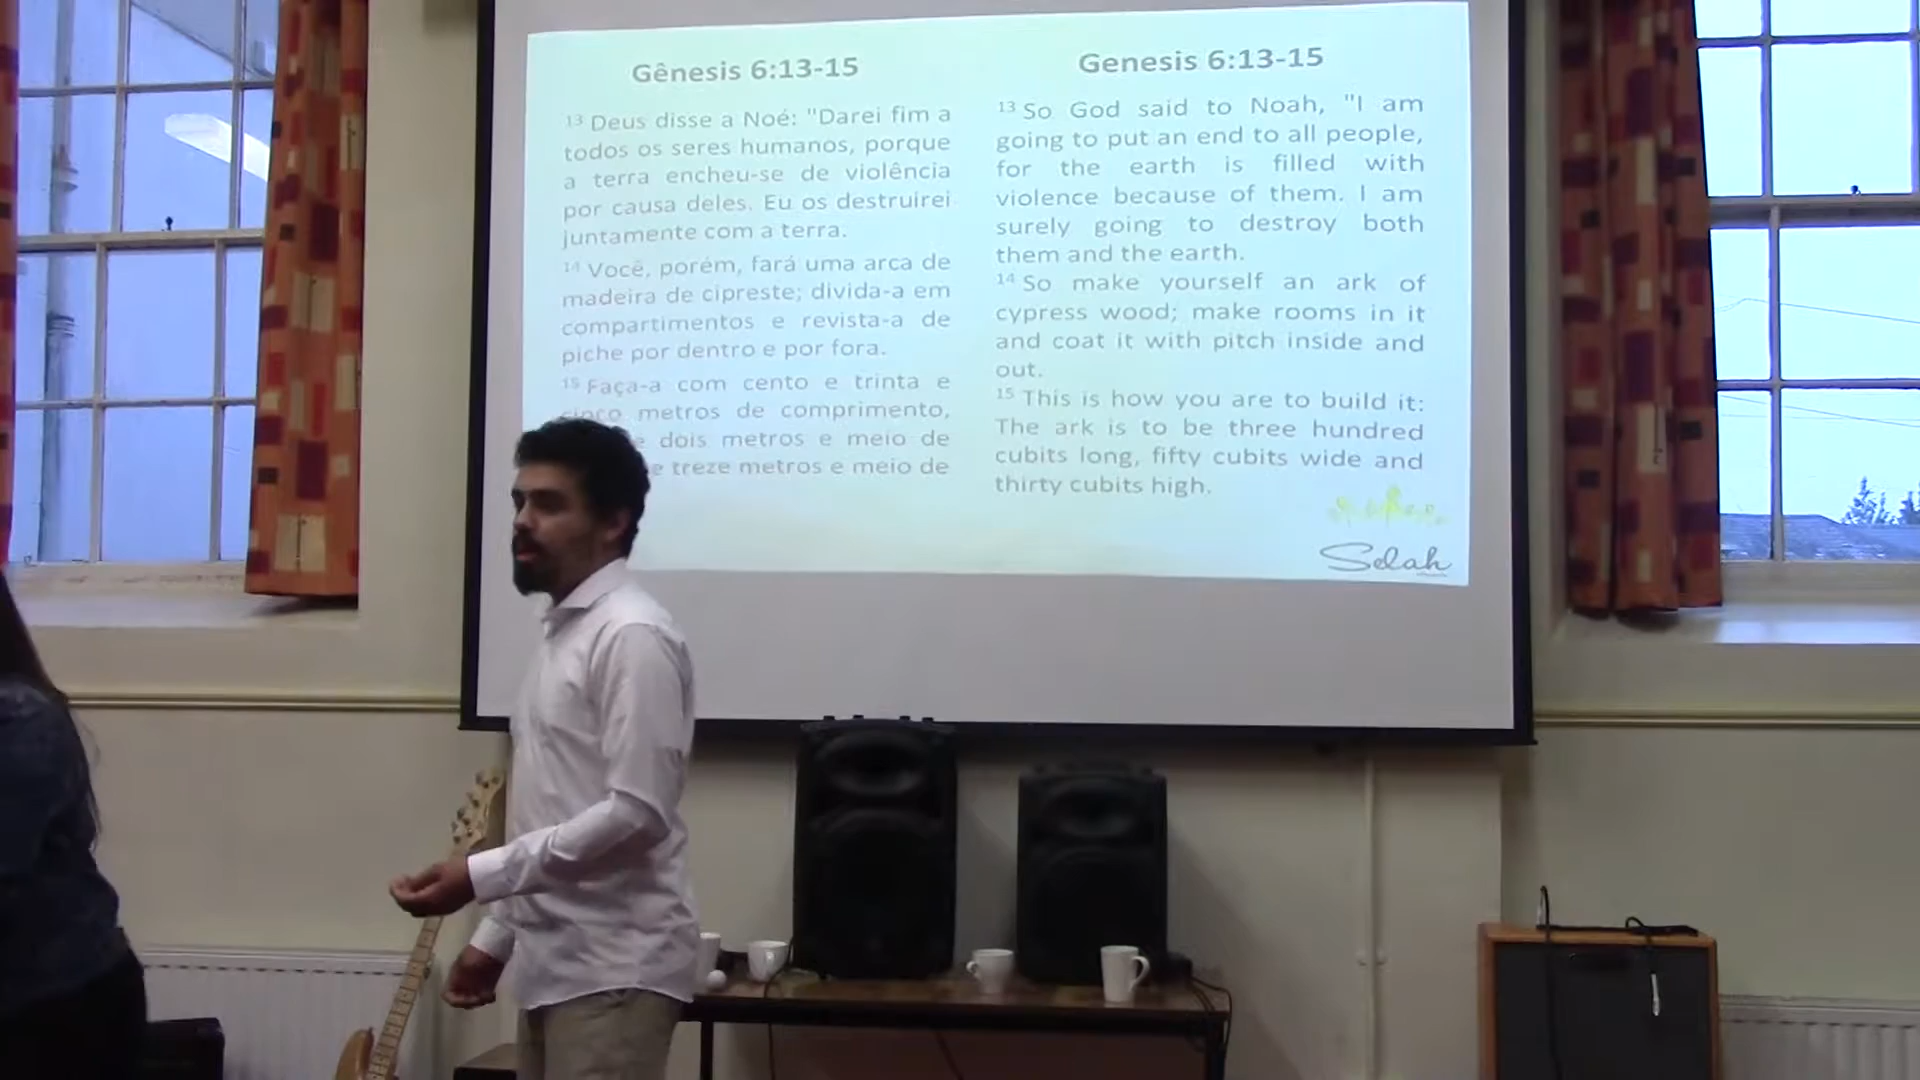 Gênesis 6:13-15
13 Deus disse a Noé: "Darei fim a
todos os seres humanos, porque
a terra encheu-se de violência
por causa deles. Eu os destruirei
juntamente com a terra.
14 Você, porém, fará uma arca de
madeira de cipreste; divida-a em
compartimentos e revista-a de
piche por dentro e por fora.
15 Faça-a com cento e trinta e
cinco metros de comprimento,
e dois metros e meio de
e treze metros e meio de
Genesis 6:13-15
13 So God said to Noah, "I am
going to put an end to all people,
for the earth is filled with
violence because of them. I am
surely going to destroy both
them and the earth.
14 So make yourself an ark of
cypress wood; make rooms in it
and coat it with pitch inside and
out.
15 This is how you are to build it:
The ark is to be three hundred
cubits long, fifty cubits wide and
thirty cubits high.
Selah